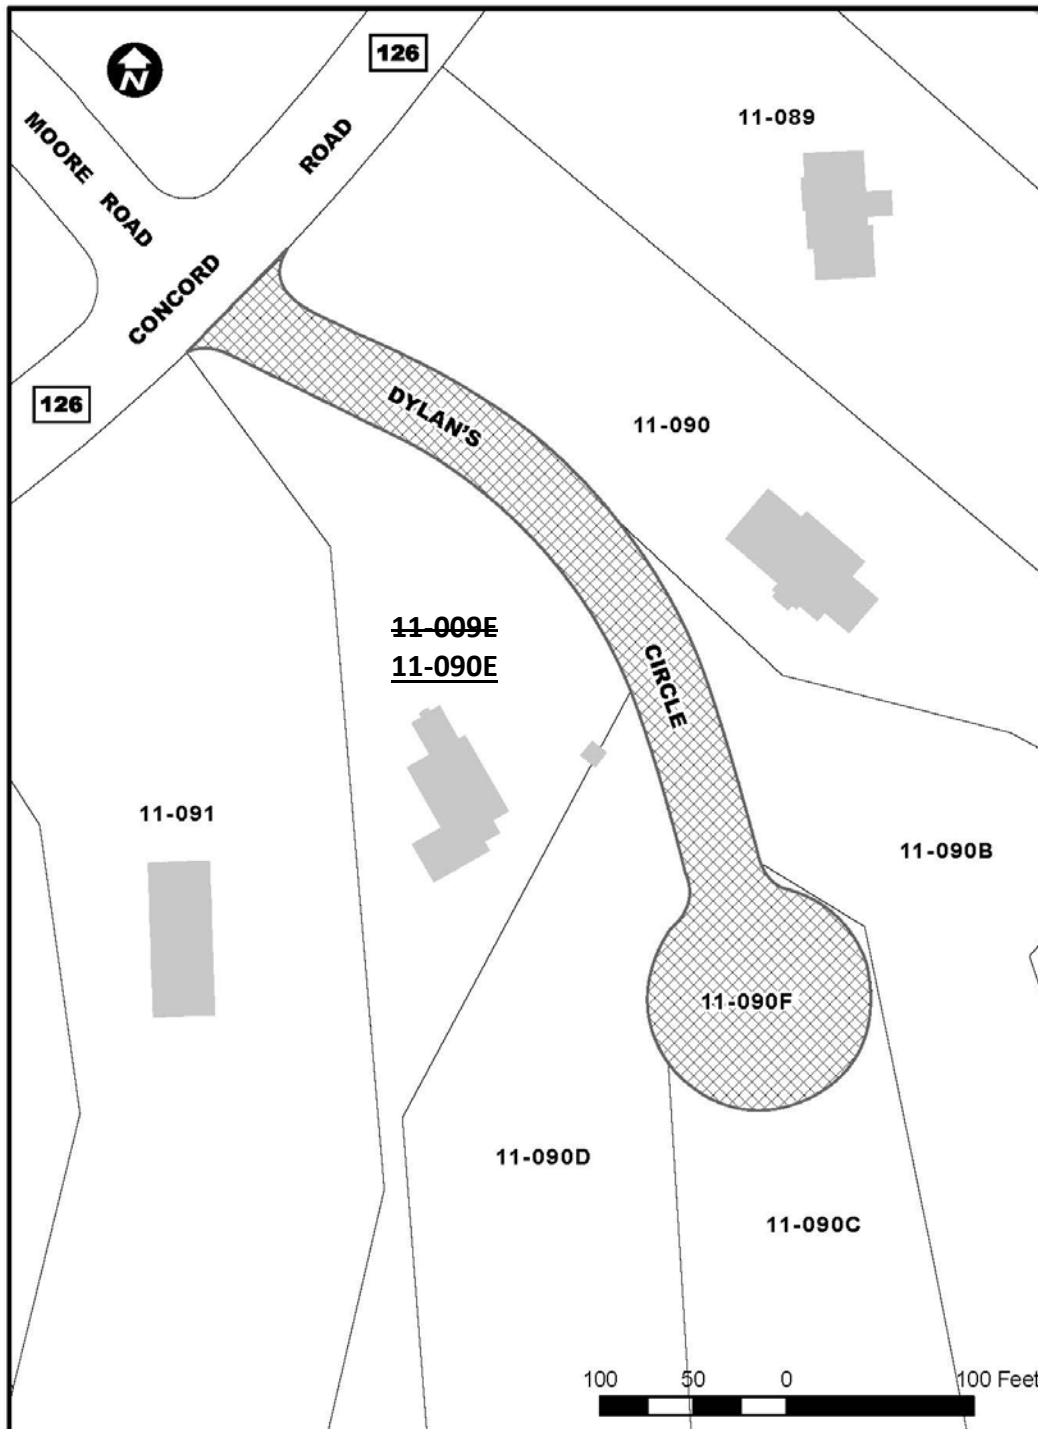 126
N
11-089
MOORE ROAD
ROAD
CONCORD
126
DYLAN'S
11-090
11-009E
11-090E
CIRCLE
11-091
11-090B
11-090F
11-090D
11-090C
100 50 0 100 Feet